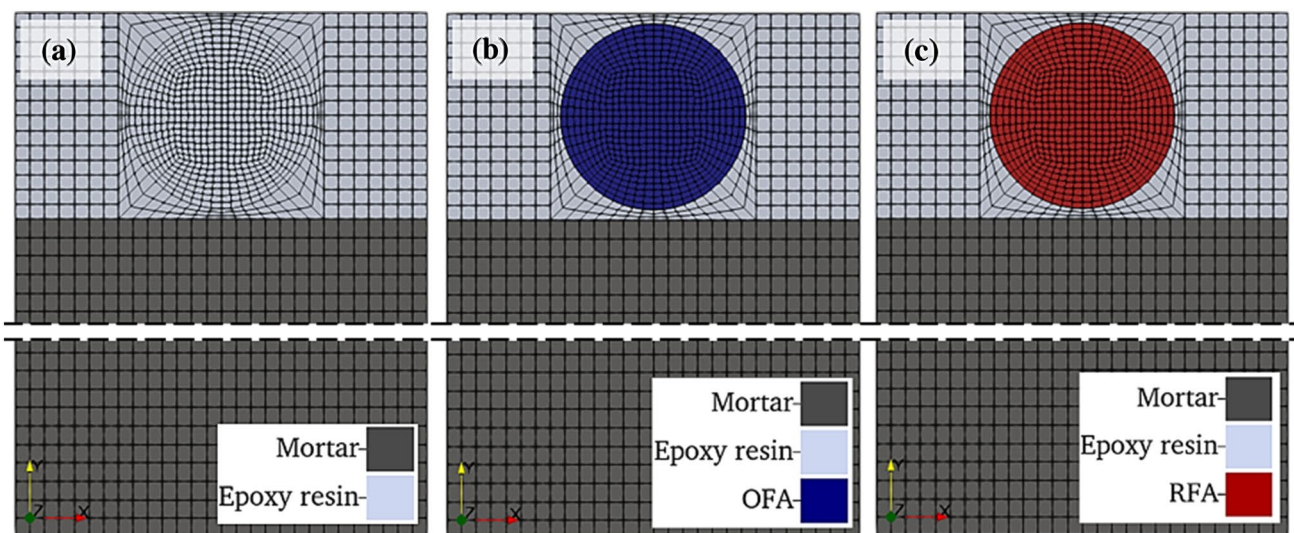 (a)
(b)
(c)
Mortar
Epoxy resin
Y
Z
X
Mortar
Epoxy resin
OFA
Y
Z
X
Mortar
Epoxy resin
RFA
Y
Z
X